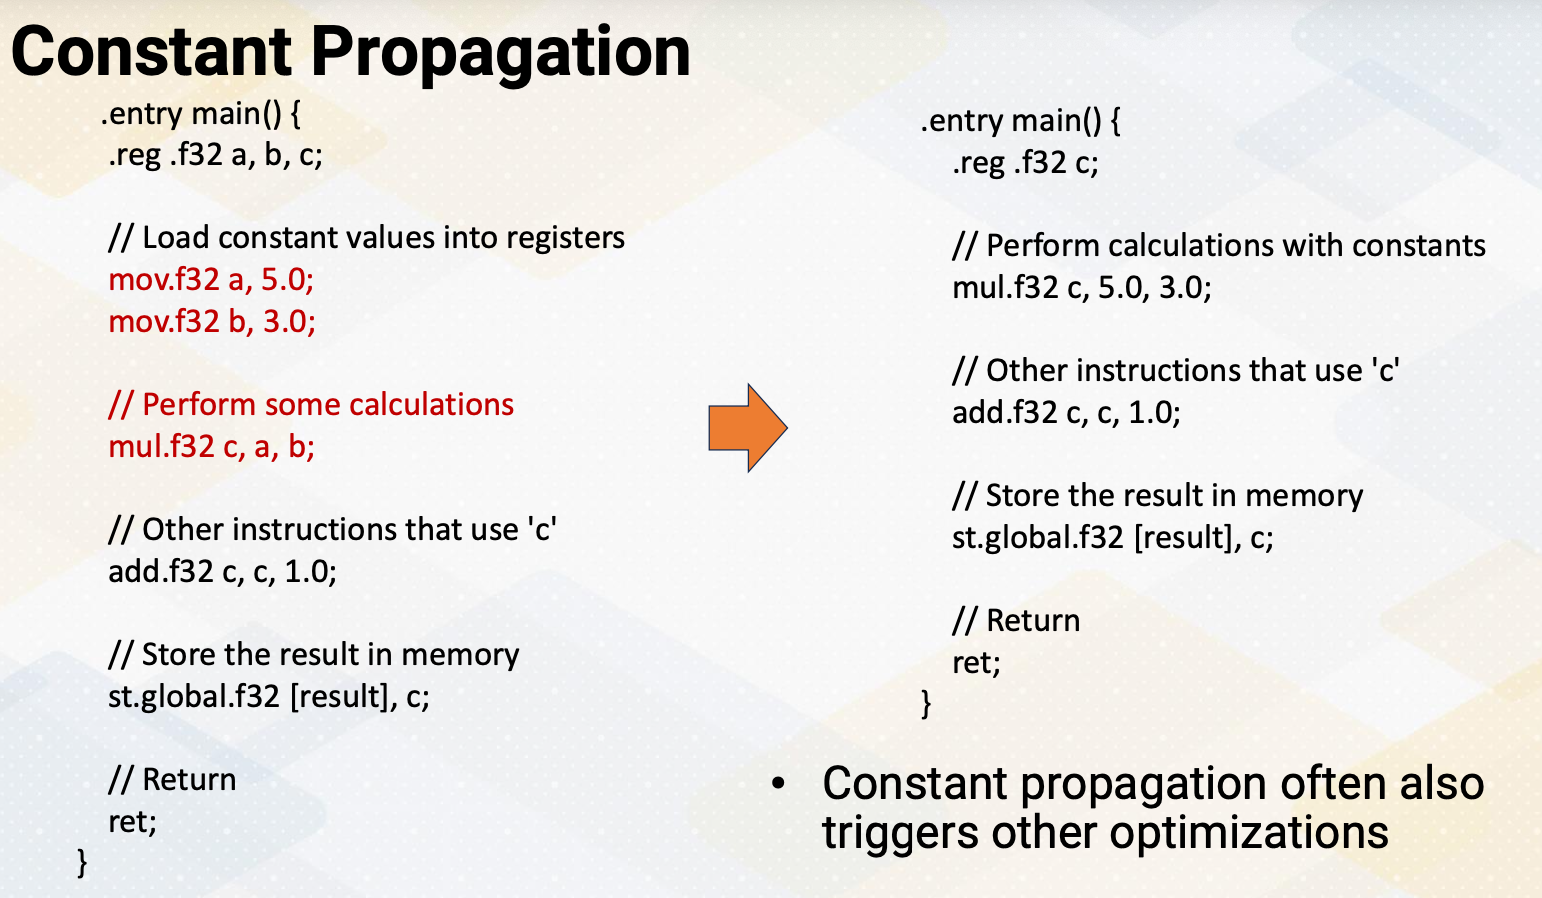 Constant Propagation
.entry main() {
.reg .f32 a, b, c;
// Load constant values into registers
mov.f32 a, 5.0;
mov.f32 b, 3.0;
// Perform some calculations
mul.f32 c, a, b;
// Other instructions that use 'c'
add.f32 c, c, 1.0;
// Store the result in memory
st.global.f32 [result], c;
// Return
ret;
}
.entry main() {
.reg .f32 c;
// Perform calculations with constants
mul.f32 c, 5.0, 3.0;
// Other instructions that use 'c'
add.f32 c, c, 1.0;
// Store the result in memory
st.global.f32 [result], c;
// Return
ret;
}
• Constant propagation often also
triggers other optimizations